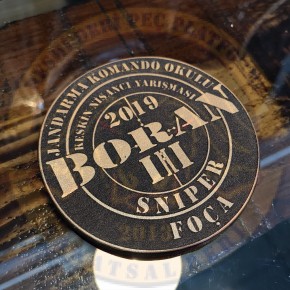 JANDARMA KOMANDO OKULU
KESKİN NİŞANCI YARIŞMASI
2019
BORAN
III
SNIPER
FOÇA